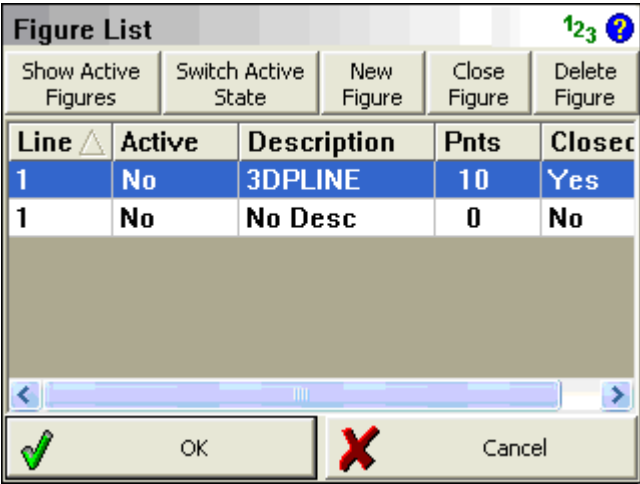 Figure List 123 ?
Show Active Figures Switch Active State New Figure Close Figure Delete Figure
Line Active Description Pnts Closed
1 No 3DPLINE 10 Yes
1 No No Desc 0 No
OK Cancel